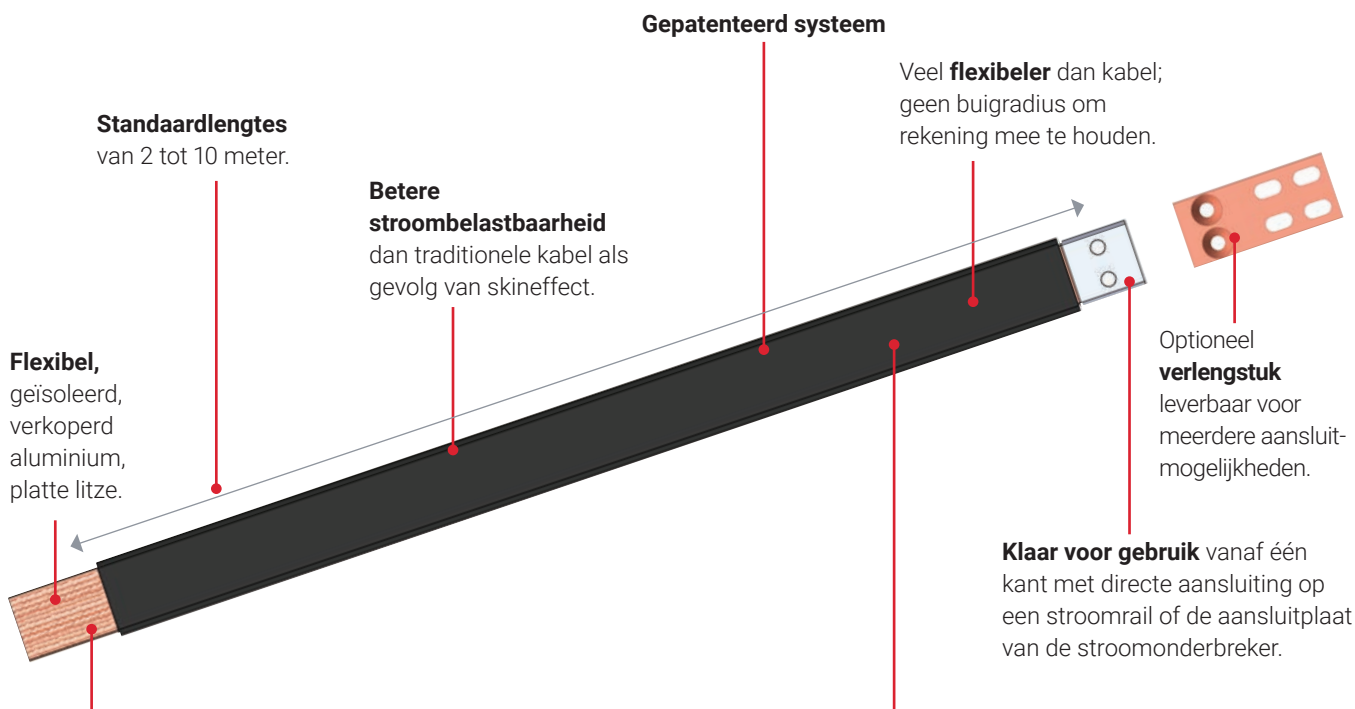 Gepatenteerd systeem
Veel flexibeler dan kabel;
geen buigradius om
rekening mee te houden.
Standaardlengtes
van 2 tot 10 meter.
Betere
stroombelastbaarheid
dan traditionele kabel als
gevolg van skineffect.
Flexibel,
geïsoleerd,
verkoperd
aluminium,
platte litze.
Optioneel
verlengstuk
leverbaar voor
meerdere aansluit-
mogelijkheden.
Klaar voor gebruik vanaf één
kant met directe aansluiting op
een stroomrail of de aansluitplaat
van de stroomonderbreker.